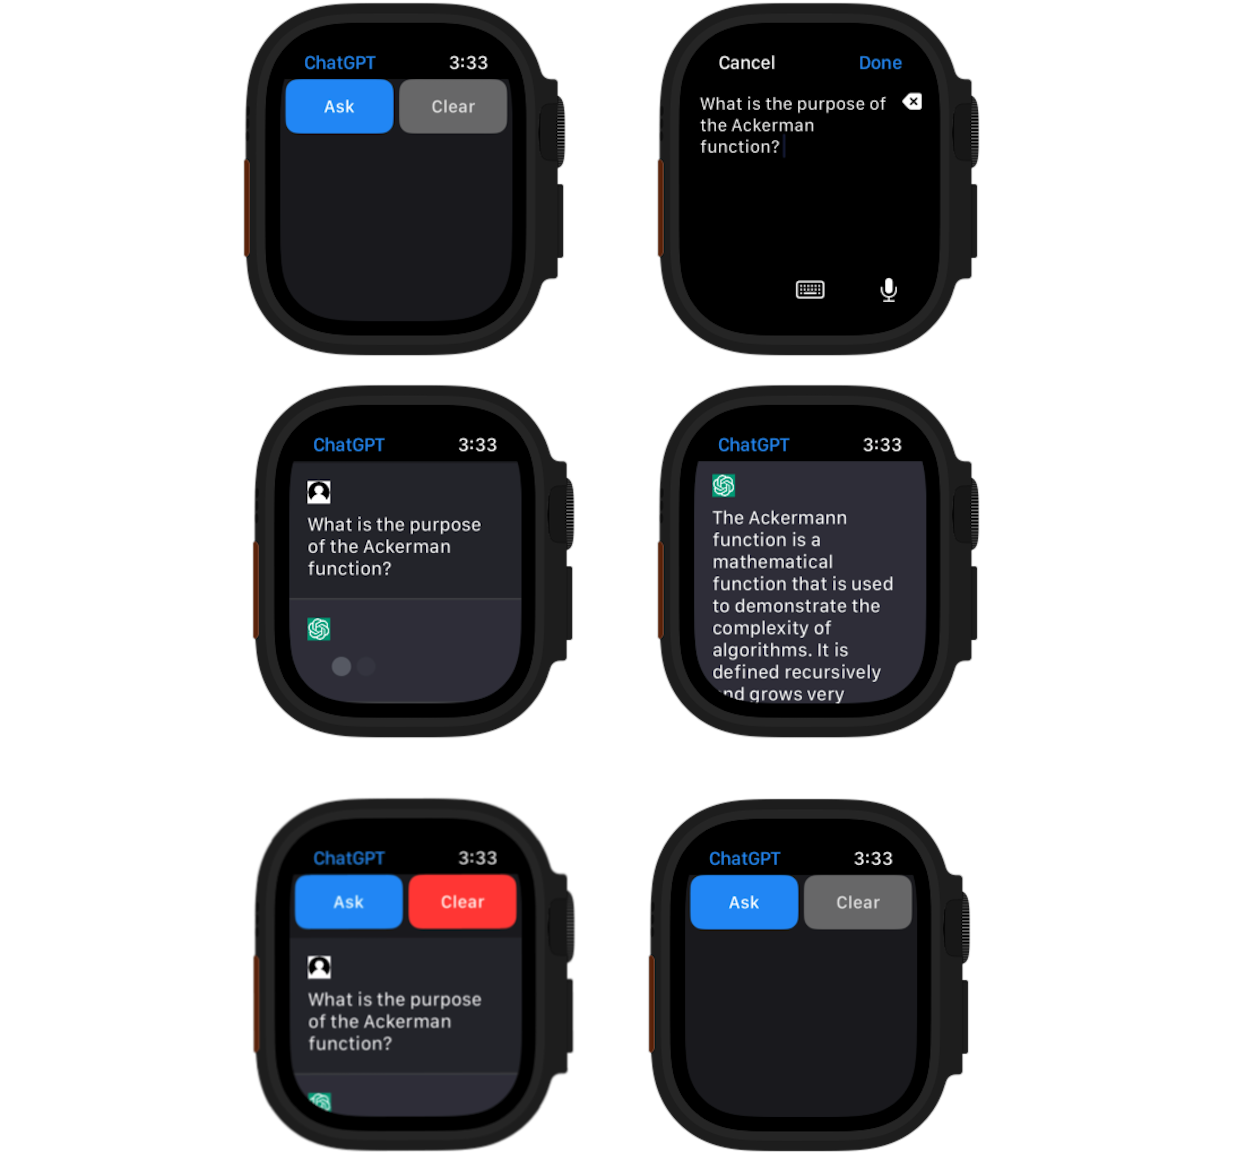 ChatGPT 3:33
Ask Clear
Cancel Done
What is the purpose of
the Ackerman
function?
ChatGPT 3:33
What is the purpose
of the Ackerman
function?
ChatGPT 3:33
The Ackermann
function is a
mathematical
function that is used
to demonstrate the
complexity of
algorithms. It is
defined recursively
and grows very
ChatGPT 3:33
Ask Clear
What is the purpose
of the Ackerman
function?
ChatGPT 3:33
Ask Clear